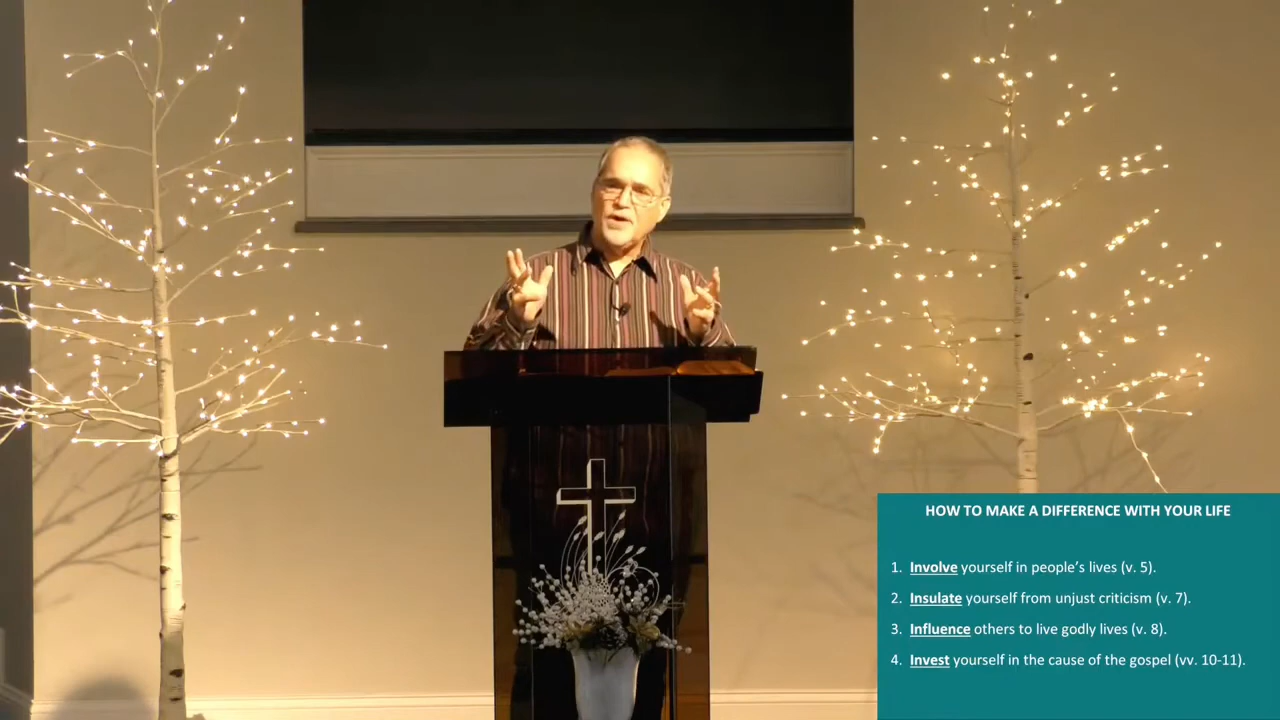 HOW TO MAKE A DIFFERENCE WITH YOUR LIFE
1. Involve yourself in people's lives (v. 5).
2. Insulate yourself from unjust criticism (v. 7).
3. Influence others to live godly lives (v. 8).
4. Invest yourself in the cause of the gospel (vv. 10-11).